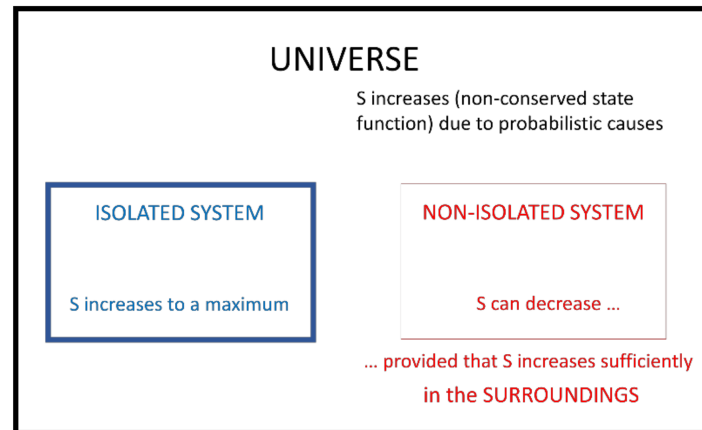 UNIVERSE
S increases (non-conserved state
function) due to probabilistic causes
ISOLATED SYSTEM
S increases to a maximum
NON-ISOLATED SYSTEM
S can decrease ...
... provided that S increases sufficiently
in the SURROUNDINGS